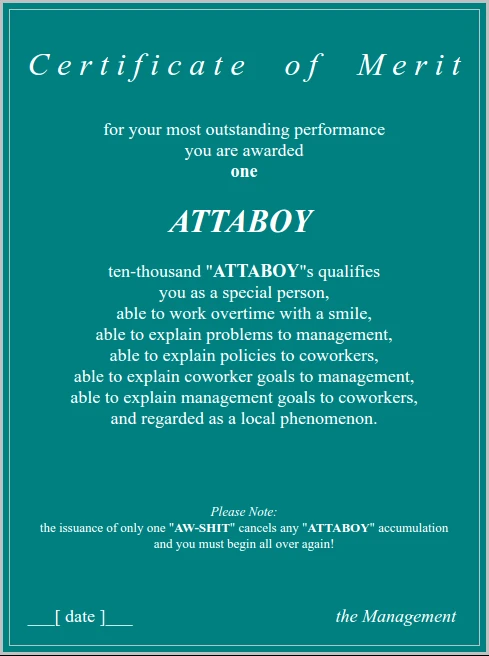 Certificate of Merit
for your most outstanding performance
you are awarded
one
ATTABOY
ten-thousand "ATTABOY"s qualifies
you as a special person,
able to work overtime with a smile,
able to explain problems to management,
able to explain policies to coworkers,
able to explain coworker goals to management,
able to explain management goals to coworkers,
and regarded as a local phenomenon.
Please Note:
the issuance of only one "AW-SHIT" cancels any "ATTABOY" accumulation
and you must begin all over again!
___[ date ]___ the Management